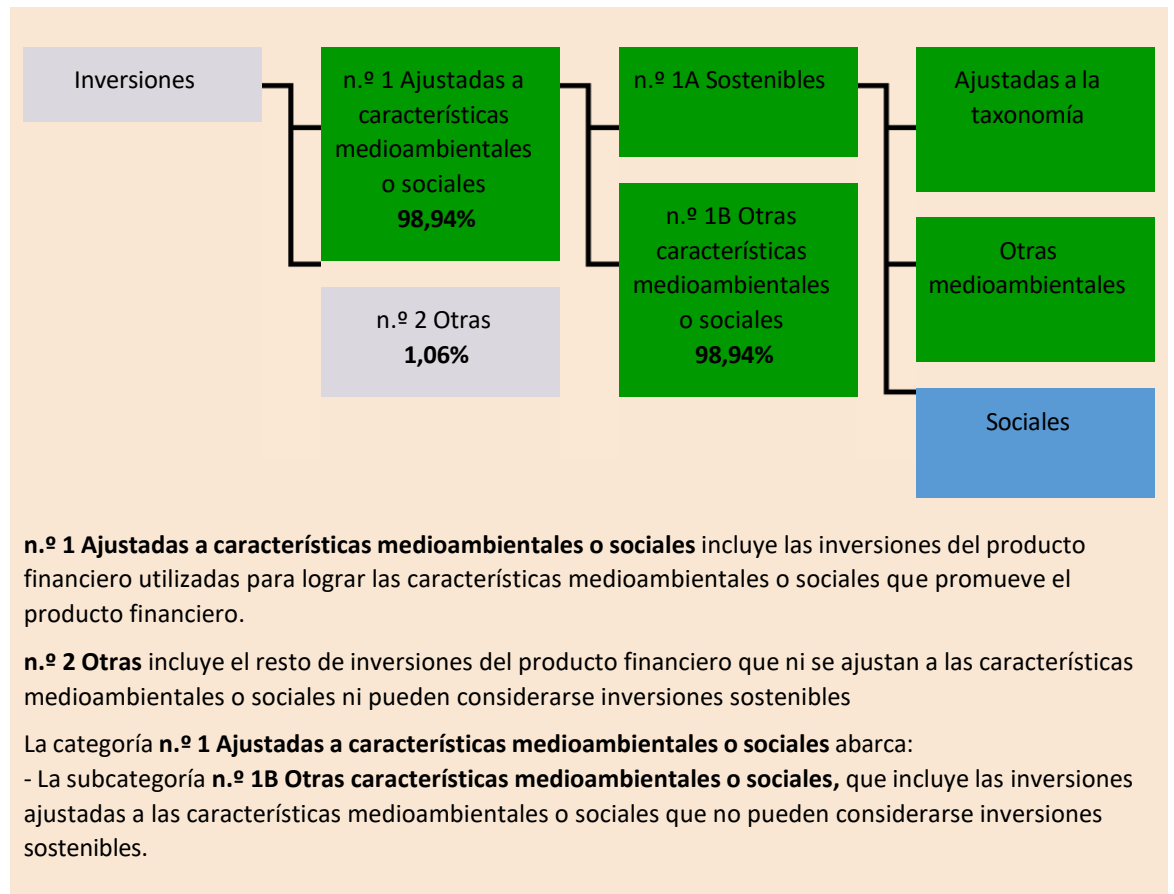 Inversiones
n.º 1 Ajustadas a
características
medioambientales
o sociales
98,94%
n.º 2 Otras
1,06%
n.º 1A Sostenibles
n.º 1B Otras
características
medioambientales
o sociales
98,94%
Ajustadas a la
taxonomía
Otras
medioambientales
Sociales
n.º 1 Ajustadas a características medioambientales o sociales incluye las inversiones del producto
financiero utilizadas para lograr las características medioambientales o sociales que promueve el
producto financiero.
n.º 2 Otras incluye el resto de inversiones del producto financiero que ni se ajustan a las características
medioambientales o sociales ni pueden considerarse inversiones sostenibles
La categoría n.º 1 Ajustadas a características medioambientales o sociales abarca:
- La subcategoría n.º 1B Otras características medioambientales o sociales, que incluye las inversiones
ajustadas a las características medioambientales o sociales que no pueden considerarse inversiones
sostenibles.